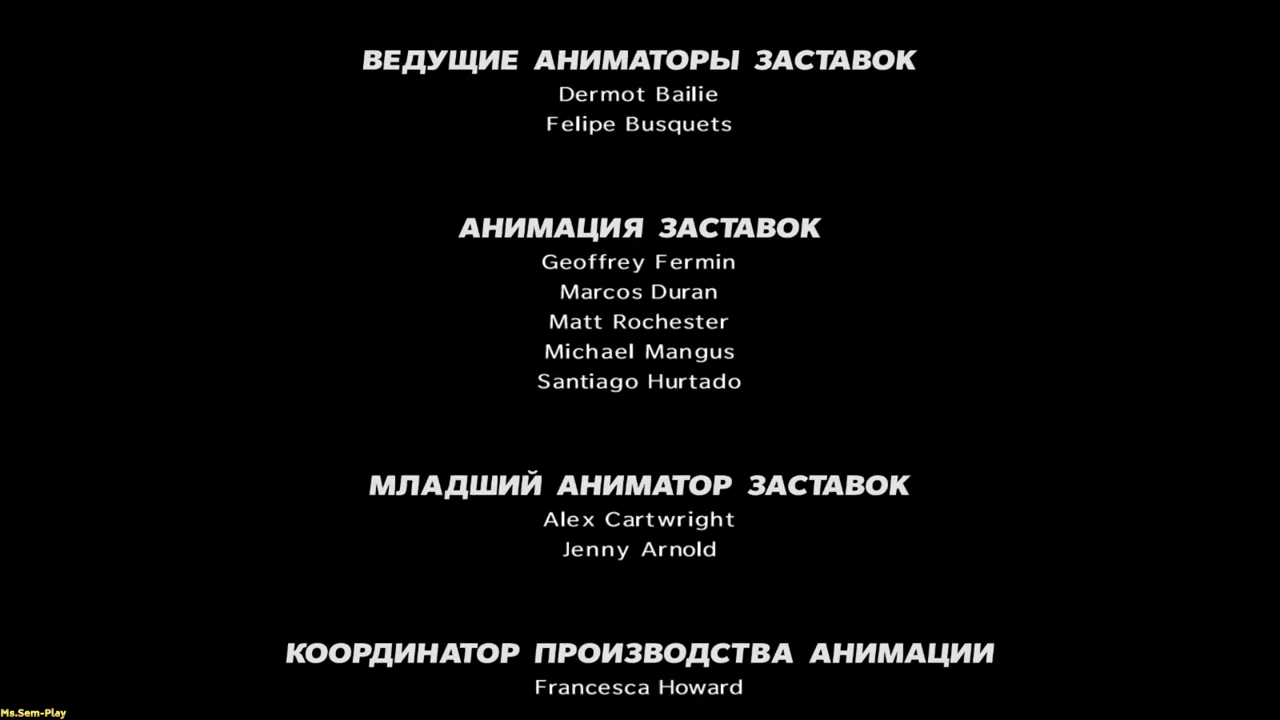 ВЕДУЩИЕ АНИМАТОРЫ ЗАСТАВОК
Dermot Bailie
Felipe Busquets
АНИМАЦИЯ ЗАСТАВОК
Geoffrey Fermin
Marcos Duran
Matt Rochester
Michael Mangus
Santiago Hurtado
МЛАДШИЙ АНИМАТОР ЗАСТАВОК
Alex Cartwright
Jenny Arnold
КООРДИНАТОР ПРОИЗВОДСТВА АНИМАЦИИ
Francesca Howard
Ms.Sem-Play